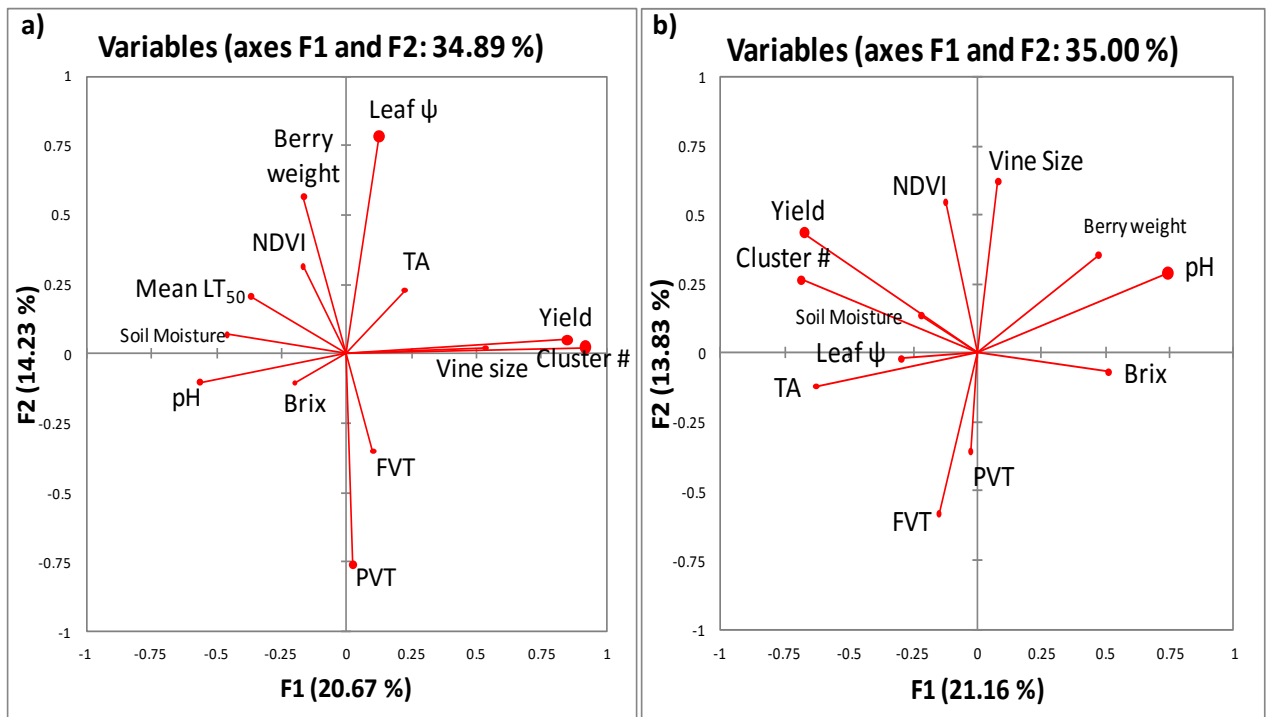 a)
Variables (axes F1 and F2: 34.89 %)
1
0.75
0.5
0.25
0
-0.25
-0.5
-0.75
-1
F2 (14.23 %)
Leaf ψ
Berry
weight
NDVI
TA
Mean LT50
Soil Moisture
Yield
Cluster #
Vine size
pH
Brix
FVT
PVT
-1
-0.75
-0.5
-0.25
0
0.25
0.5
0.75
1
F1 (20.67 %)
b)
Variables (axes F1 and F2: 35.00 %)
1
0.75
0.5
0.25
0
-0.25
-0.5
-0.75
-1
F2 (13.83 %)
Vine Size
NDVI
Yield
Berry weight
Cluster #
pH
Soil Moisture
Leaf ψ
Brix
TA
PVT
FVT
-1
-0.75
-0.5
-0.25
0
0.25
0.5
0.75
1
F1 (21.16 %)